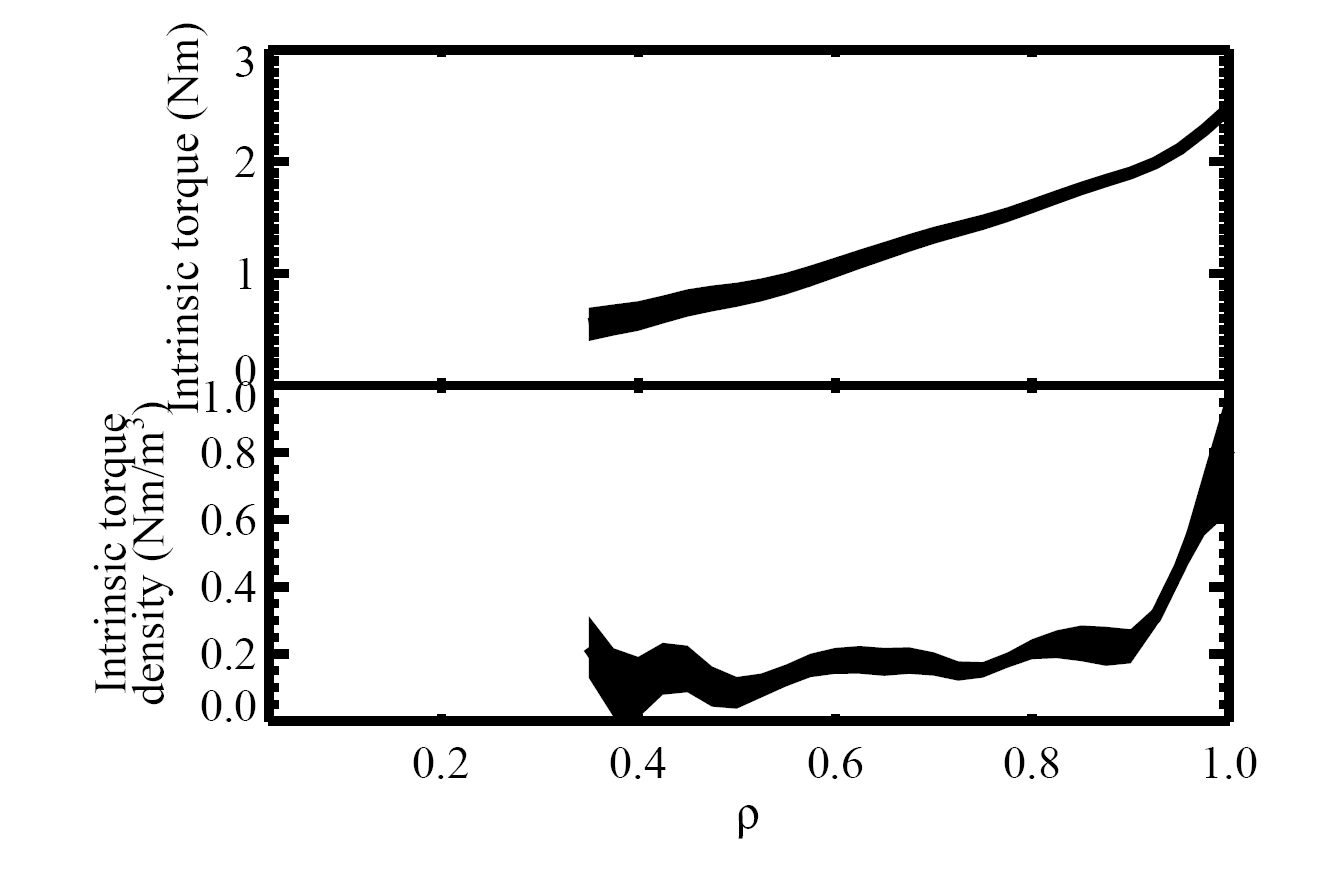 Intrinsic torque (Nm)
3
2
1
0
Intrinsic torque
density (Nm/m³)
1.0
0.8
0.6
0.4
0.2
0.0
0.2 0.4 0.6 0.8 1.0
ρ